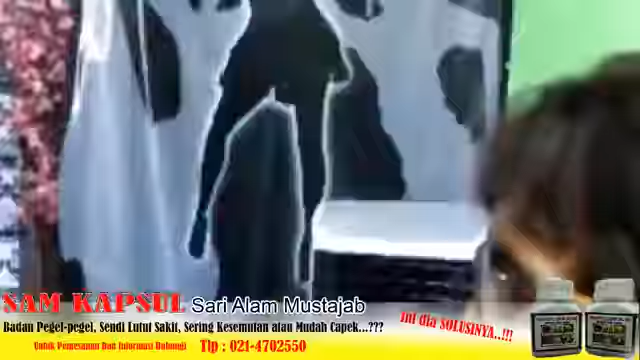 SAM KAPSUL Sari Alam Mustajab
Badan Pegel-pegel, Sendi Lutut Sakit, Sering Kesemutan atau Mudah Capek...???
Untuk Pemesanan Dan Informasi Hubungi Tlp : 021-4702550
Ini dia SOLUSINYA..!!!